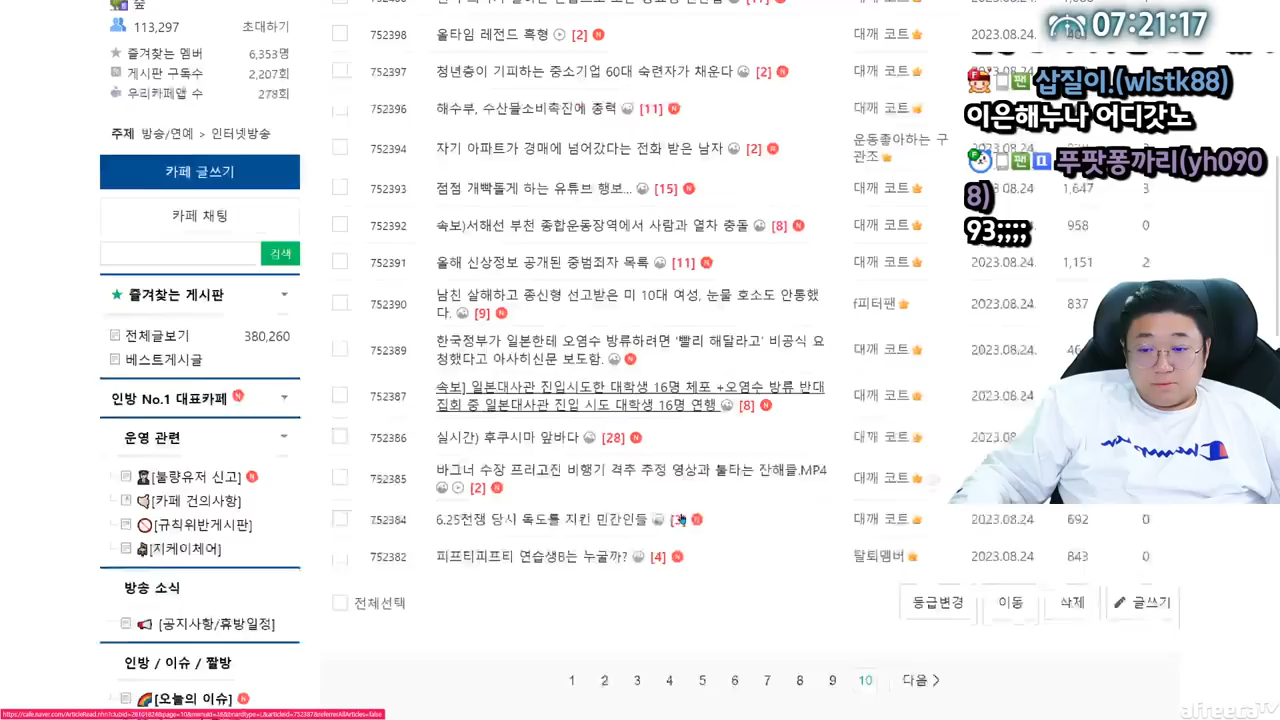 숲
113,297 초대하기
즐겨찾는 멤버 6,353명
게시판 구독수 2,207회
우리카페앱 수 278회
주제 방송/연예 > 인터넷방송
카페 글쓰기
카페 채팅
검색
즐겨찾는 게시판
전체글보기 380,260
베스트게시글
인방 No.1 대표카페 N
운영 관련
[불량유저 신고] N
[카페 건의사항]
[규칙위반게시판]
[지케이체어]
방송 소식
[공지사항/휴방일정]
인방 / 이슈 / 짤방
[오늘의 이슈] N
752398 올타임 레전드 흑형 [2] N 대깨 코트 2023.08.24.
752397 청년층이 기피하는 중소기업 60대 숙련자가 채운다 [2] N 대깨 코트 2023.08.24.
752396 해수부, 수산물소비촉진에 총력 [11] N 대깨 코트
자기 아파트가 경매에 넘어갔다는 전화 받은 남자 [2] N 운동좋아하는 구
관조
752393 점점 개빡돌게 하는 유튜브 행보... [15] N 대깨 코트 2023.08.24. 1,647 3
752392 속보)서해선 부천 종합운동장역에서 사람과 열차 충돌 [8] N 대깨 코트 958 0
752391 올해 신상정보 공개된 중범죄자 목록 [11] N 대깨 코트 2023.08.24. 1,151 2
752390 남친 살해하고 종신형 선고받은 미 10대 여성, 눈물 호소도 안통했
다. [9] N f피터팬 2023.08.24. 837
752389 한국정부가 일본한테 오염수 방류하려면 '빨리 해달라고' 비공식 요
청했다고 아사히신문 보도함. N 대깨 코트 2023.08.24.
752387 속보] 일본대사관 진입시도한 대학생 16명 체포 +오염수 방류 반대
집회 중 일본대사관 진입 시도 대학생 16명 연행 [8] N 대깨 코트 2023.08.24.
752386 실시간) 후쿠시마 앞바다 [28] N 대깨 코트 2023.08.24.
752385 바그너 수장 프리고진 비행기 격추 추정 영상과 불타는 잔해들.MP4
[2] N 대깨 코트 2023.08.24.
752384 6.25전쟁 당시 독도를 지킨 민간인들 대깨 코트 2023.08.24 692 0
752382 피프티피프티 연습생B는 누굴까? [4] N 탈퇴멤버 2023.08.24 843 0
전체선택 등급변경 이동 삭제 글쓰기
1 2 3 4 5 6 7 8 9 10 다음
07:21:17
F 팬 삽질이.(wlstk88)
이은해누나 어디갓노
F 팬 푸팟퐁까리(yh090
8)
93;;;;
afreecaTV